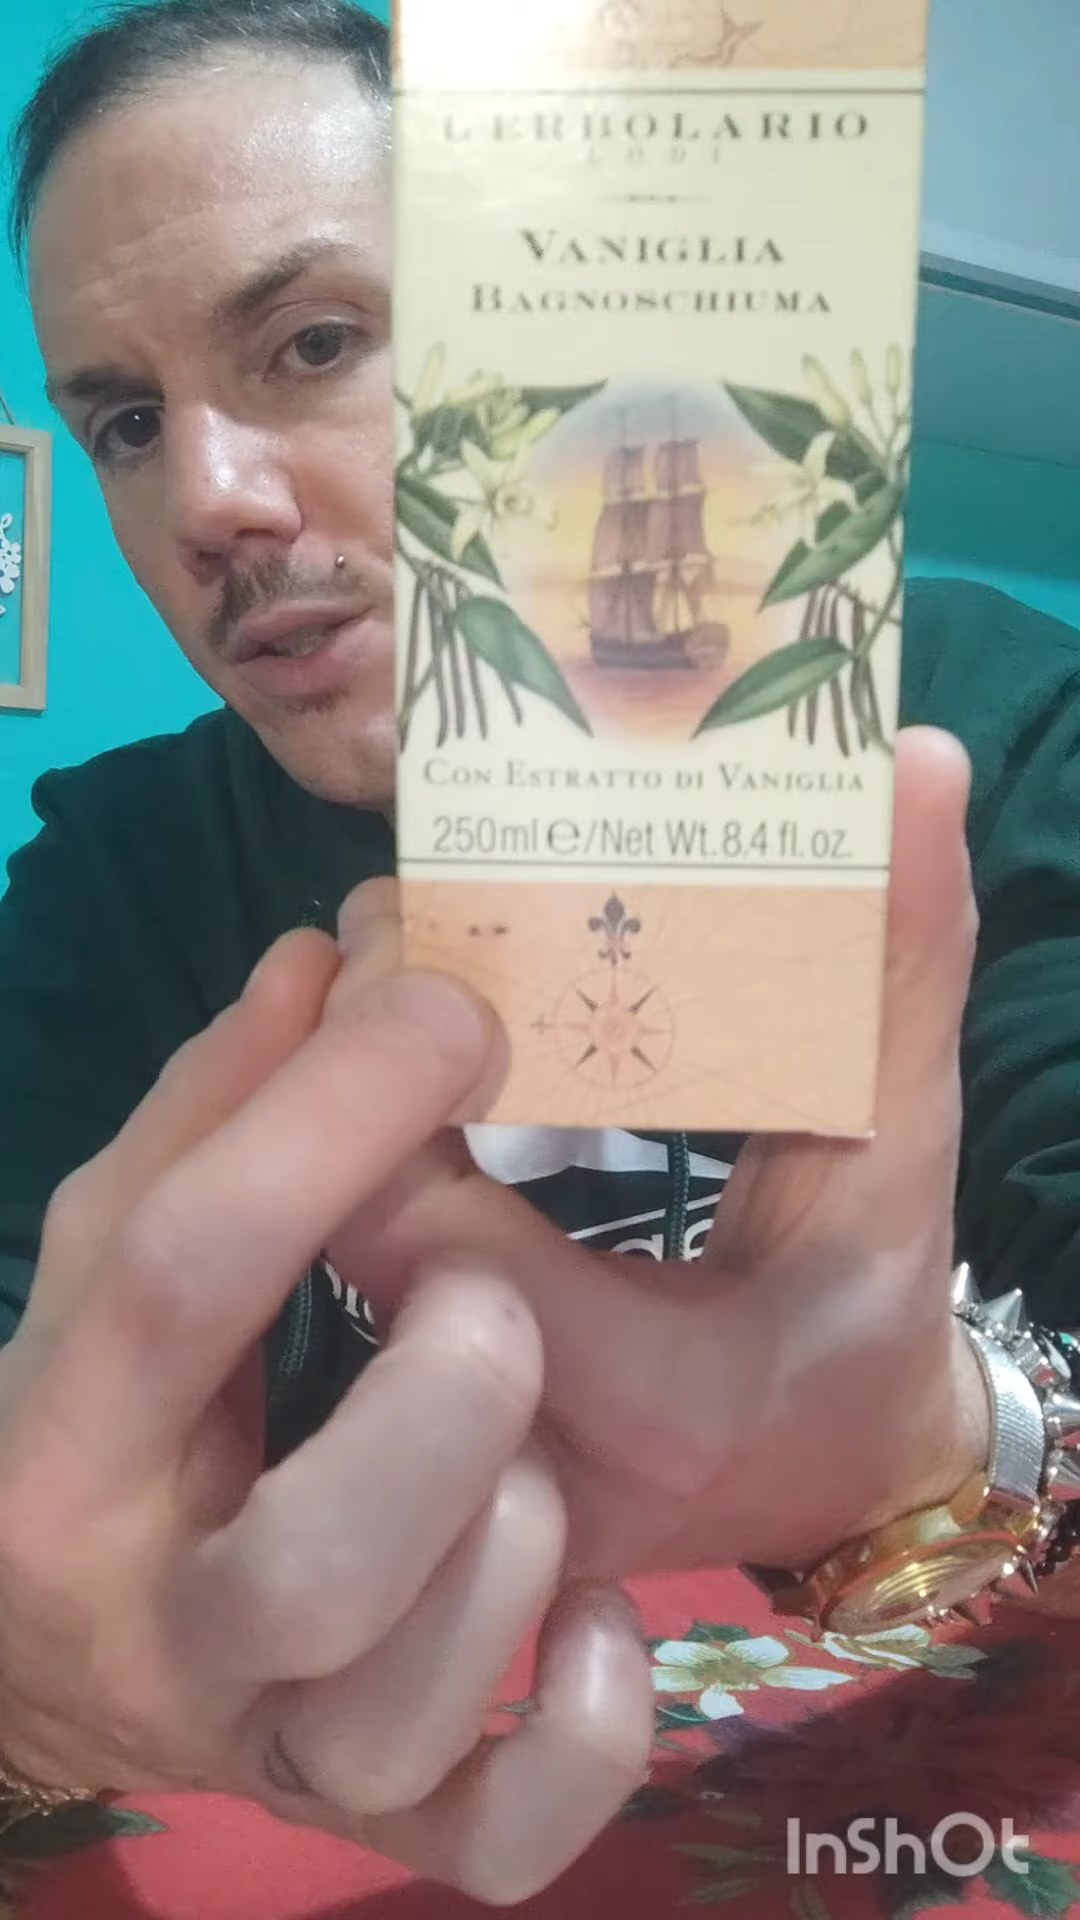 L'ERBOLARIO
LODI
VANIGLIA
BAGNOSCHIUMA
CON ESTRATTO DI VANIGLIA
250ml e/Net Wt. 8.4 fl. oz.
InShOt